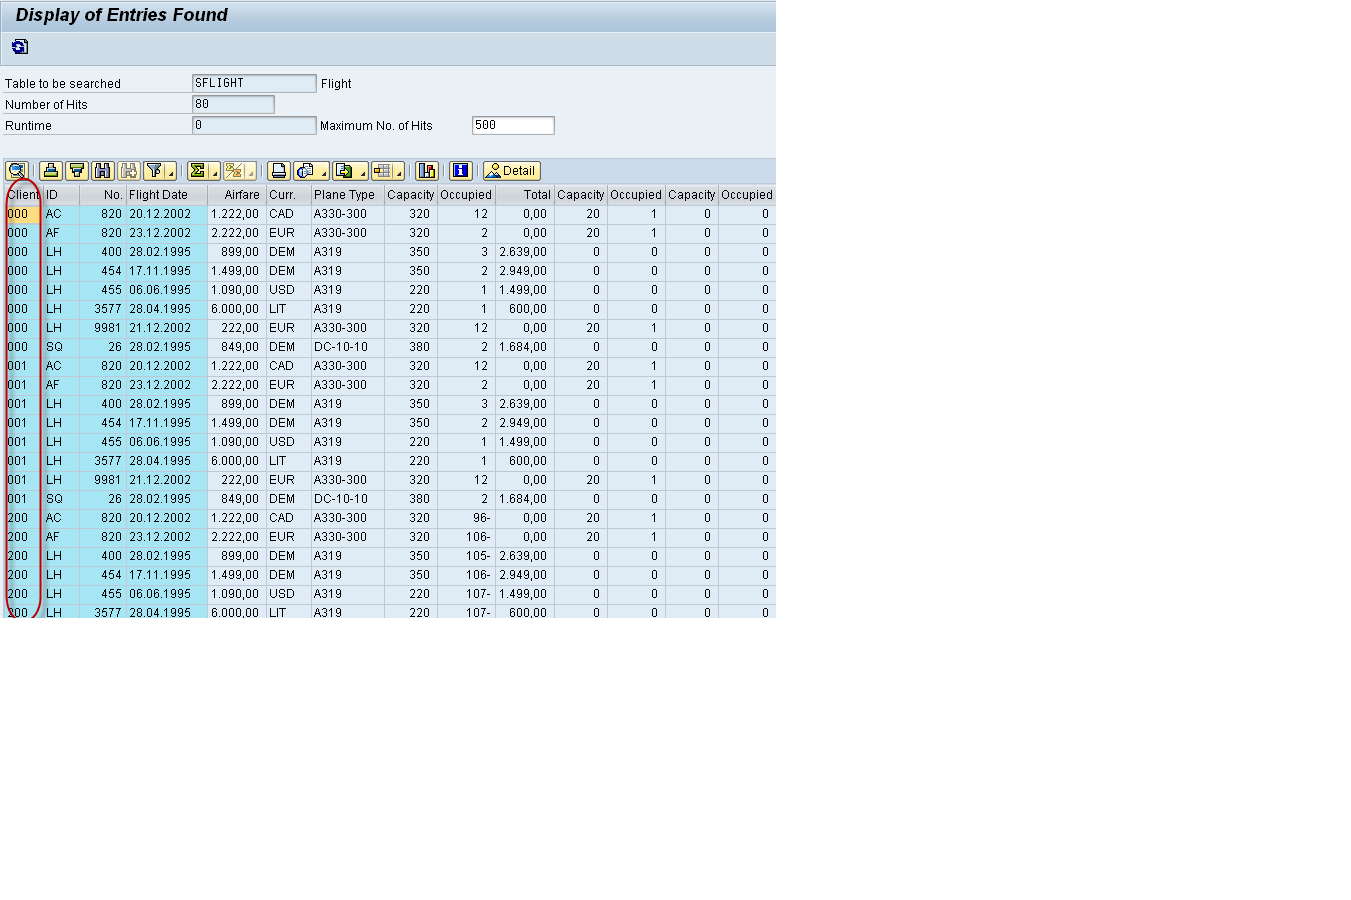 Display of Entries Found
Table to be searched SFLIGHT Flight
Number of Hits 80
Runtime 0 Maximum No. of Hits 500
Detail
Client ID No. Flight Date Airfare Curr. Plane Type Capacity Occupied Total Capacity Occupied Capacity Occupied
000 AC 820 20.12.2002 1.222,00 CAD A330-300 320 12 0,00 20 1 0 0
000 AF 820 23.12.2002 2.222,00 EUR A330-300 320 2 0,00 20 1 0 0
000 LH 400 28.02.1995 899,00 DEM A319 350 3 2.639,00 0 0 0 0
000 LH 454 17.11.1995 1.499,00 DEM A319 350 2 2.949,00 0 0 0 0
000 LH 455 06.06.1995 1.090,00 USD A319 220 1 1.499,00 0 0 0 0
000 LH 3577 28.04.1995 6.000,00 LIT A319 220 1 600,00 0 0 0 0
000 LH 9981 21.12.2002 222,00 EUR A330-300 320 12 0,00 20 1 0 0
000 SQ 26 28.02.1995 849,00 DEM DC-10-10 380 2 1.684,00 0 0 0 0
001 AC 820 20.12.2002 1.222,00 CAD A330-300 320 12 0,00 20 1 0 0
001 AF 820 23.12.2002 2.222,00 EUR A330-300 320 2 0,00 20 1 0 0
001 LH 400 28.02.1995 899,00 DEM A319 350 3 2.639,00 0 0 0 0
001 LH 454 17.11.1995 1.499,00 DEM A319 350 2 2.949,00 0 0 0 0
001 LH 455 06.06.1995 1.090,00 USD A319 220 1 1.499,00 0 0 0 0
001 LH 3577 28.04.1995 6.000,00 LIT A319 220 1 600,00 0 0 0 0
001 LH 9981 21.12.2002 222,00 EUR A330-300 320 12 0,00 20 1 0 0
001 SQ 26 28.02.1995 849,00 DEM DC-10-10 380 2 1.684,00 0 0 0 0
200 AC 820 20.12.2002 1.222,00 CAD A330-300 320 96- 0,00 20 1 0 0
200 AF 820 23.12.2002 2.222,00 EUR A330-300 320 106- 0,00 20 1 0 0
200 LH 400 28.02.1995 899,00 DEM A319 350 105- 2.639,00 0 0 0 0
200 LH 454 17.11.1995 1.499,00 DEM A319 350 106- 2.949,00 0 0 0 0
200 LH 455 06.06.1995 1.090,00 USD A319 220 107- 1.499,00 0 0 0 0
200 LH 3577 28.04.1995 6.000,00 LIT A319 220 107- 600,00 0 0 0 0